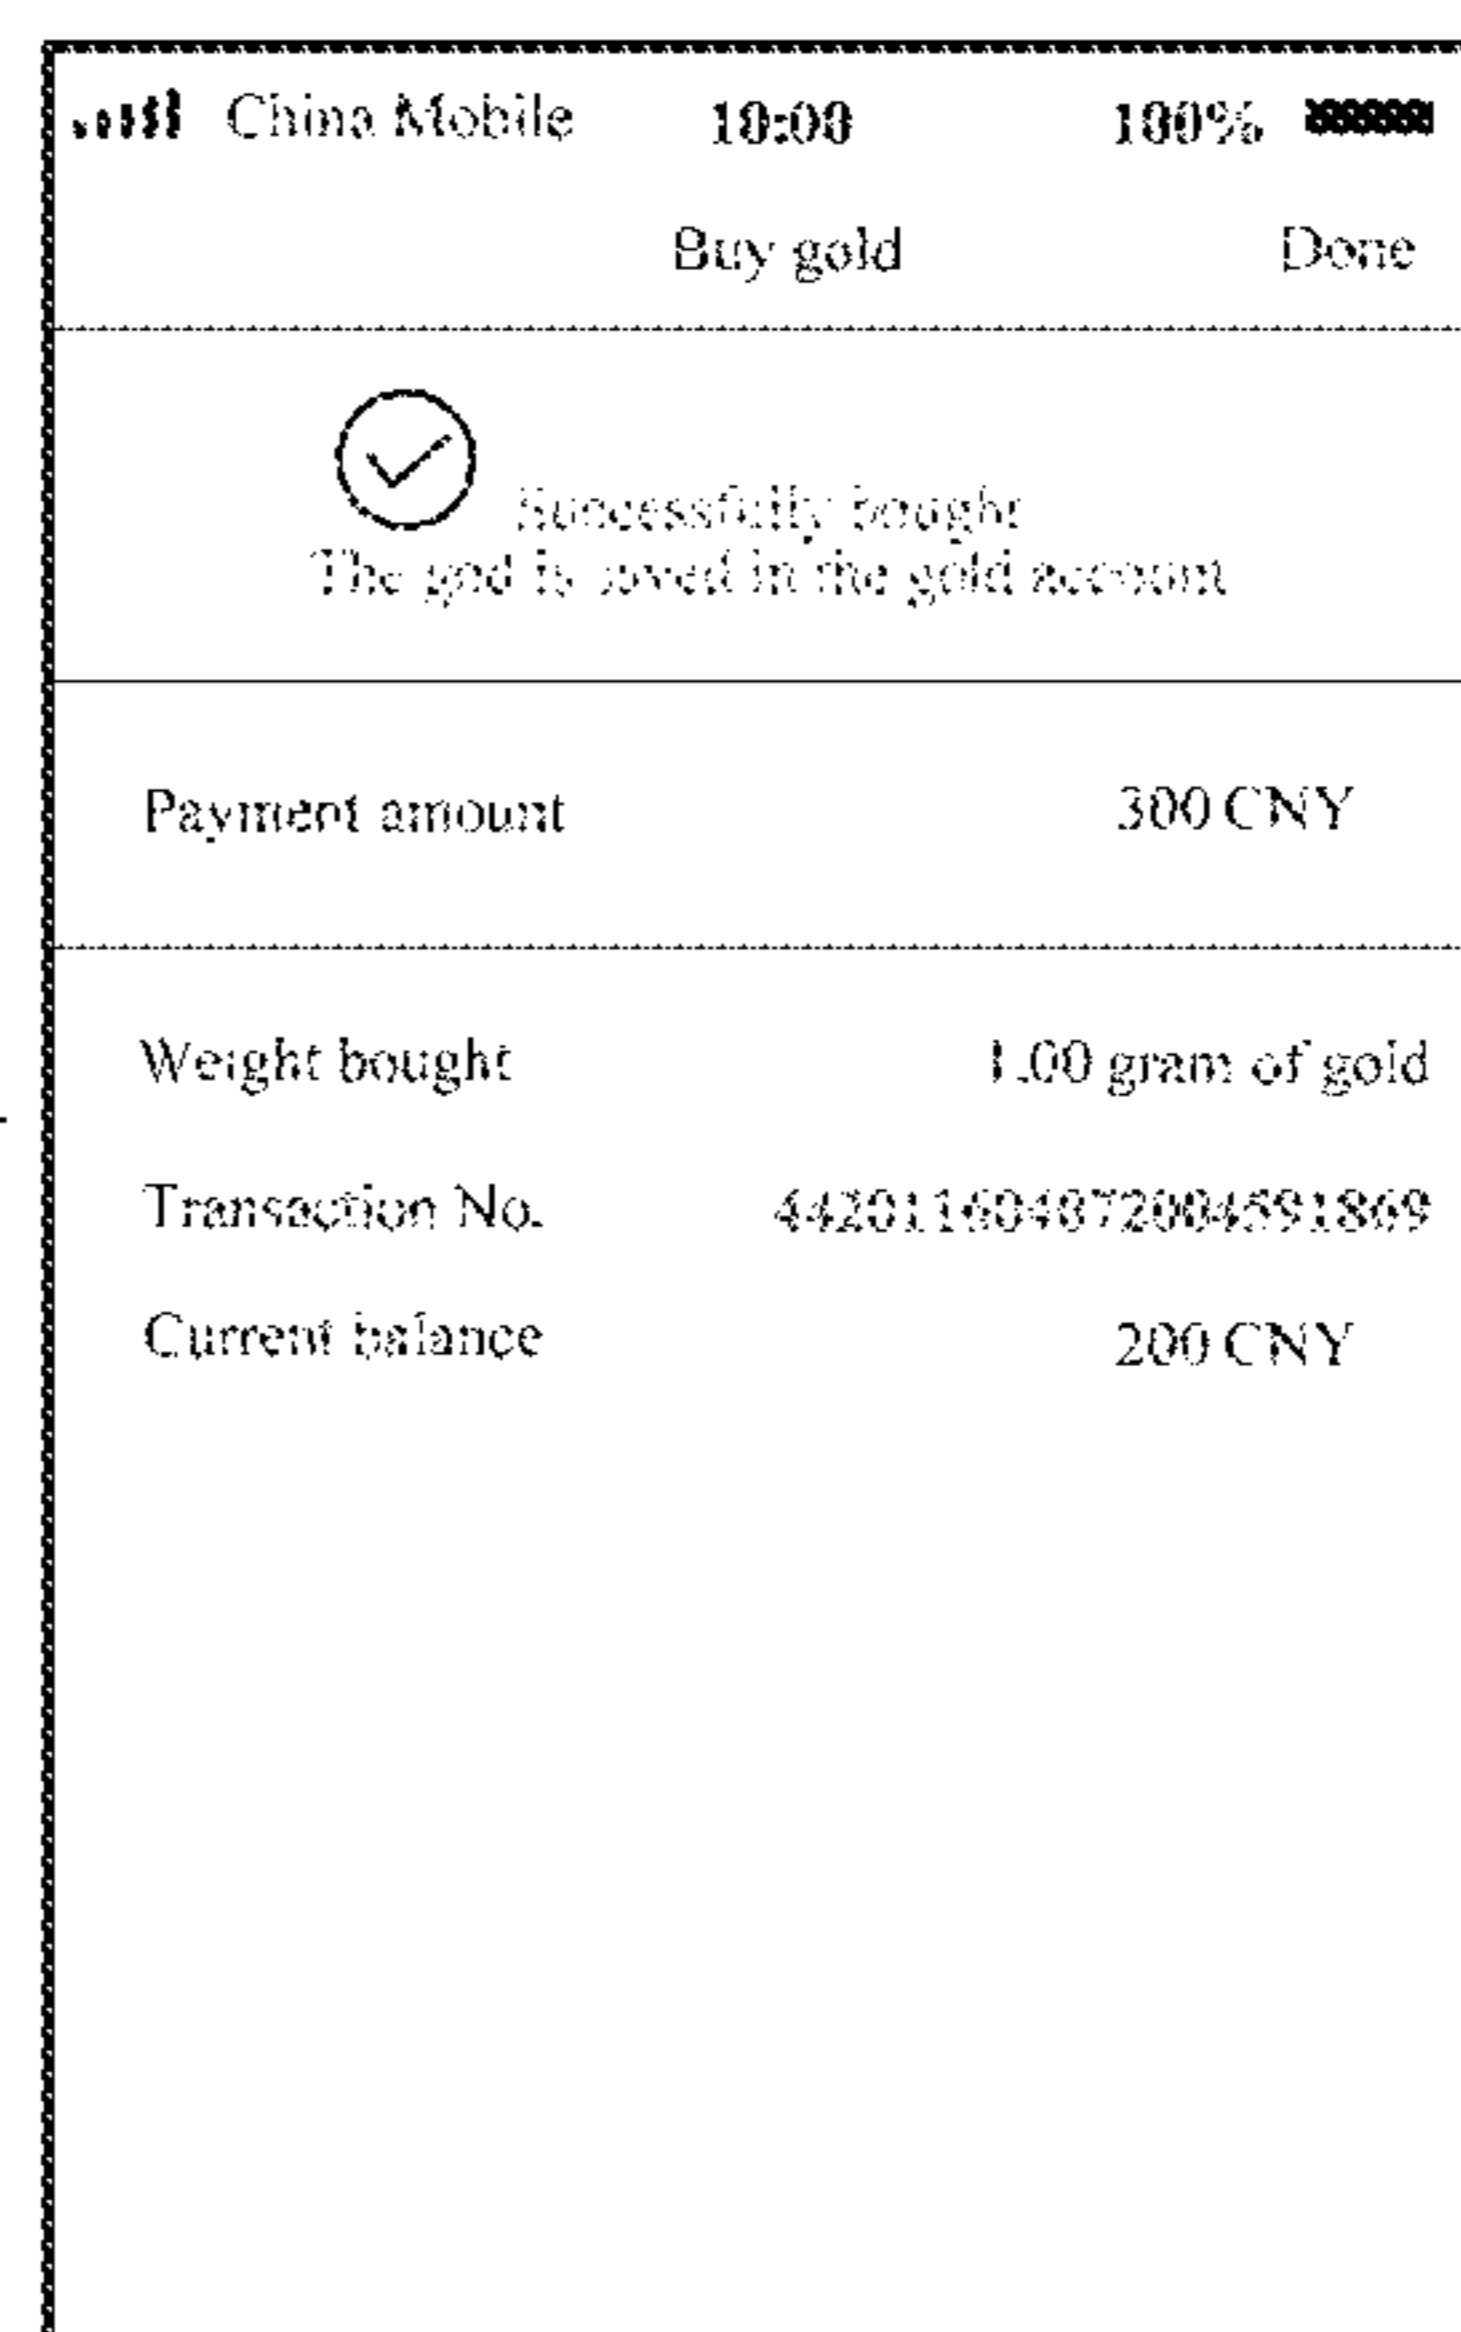 China Mobile 10:00 100%
Buy gold Done
Successfully bought
The god is saved in the gold account
Payment amount 300 CNY
Weight bought 1.00 gram of gold
Transaction No.
Current balance 200 CNY